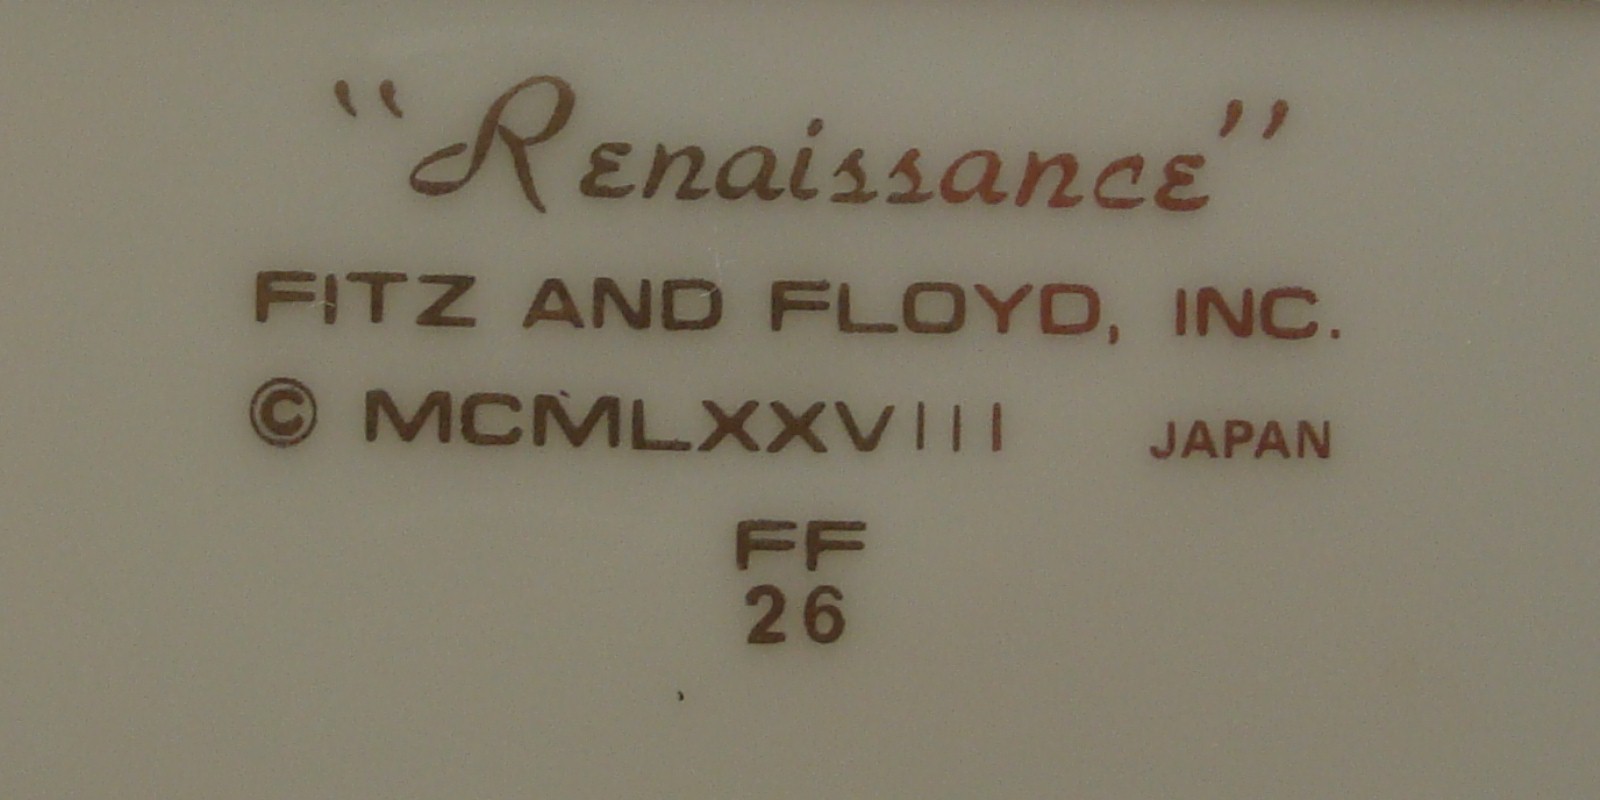 “Renaissance”
FITZ AND FLOYD, INC.
© MCMLXXVIII JAPAN
FF
26